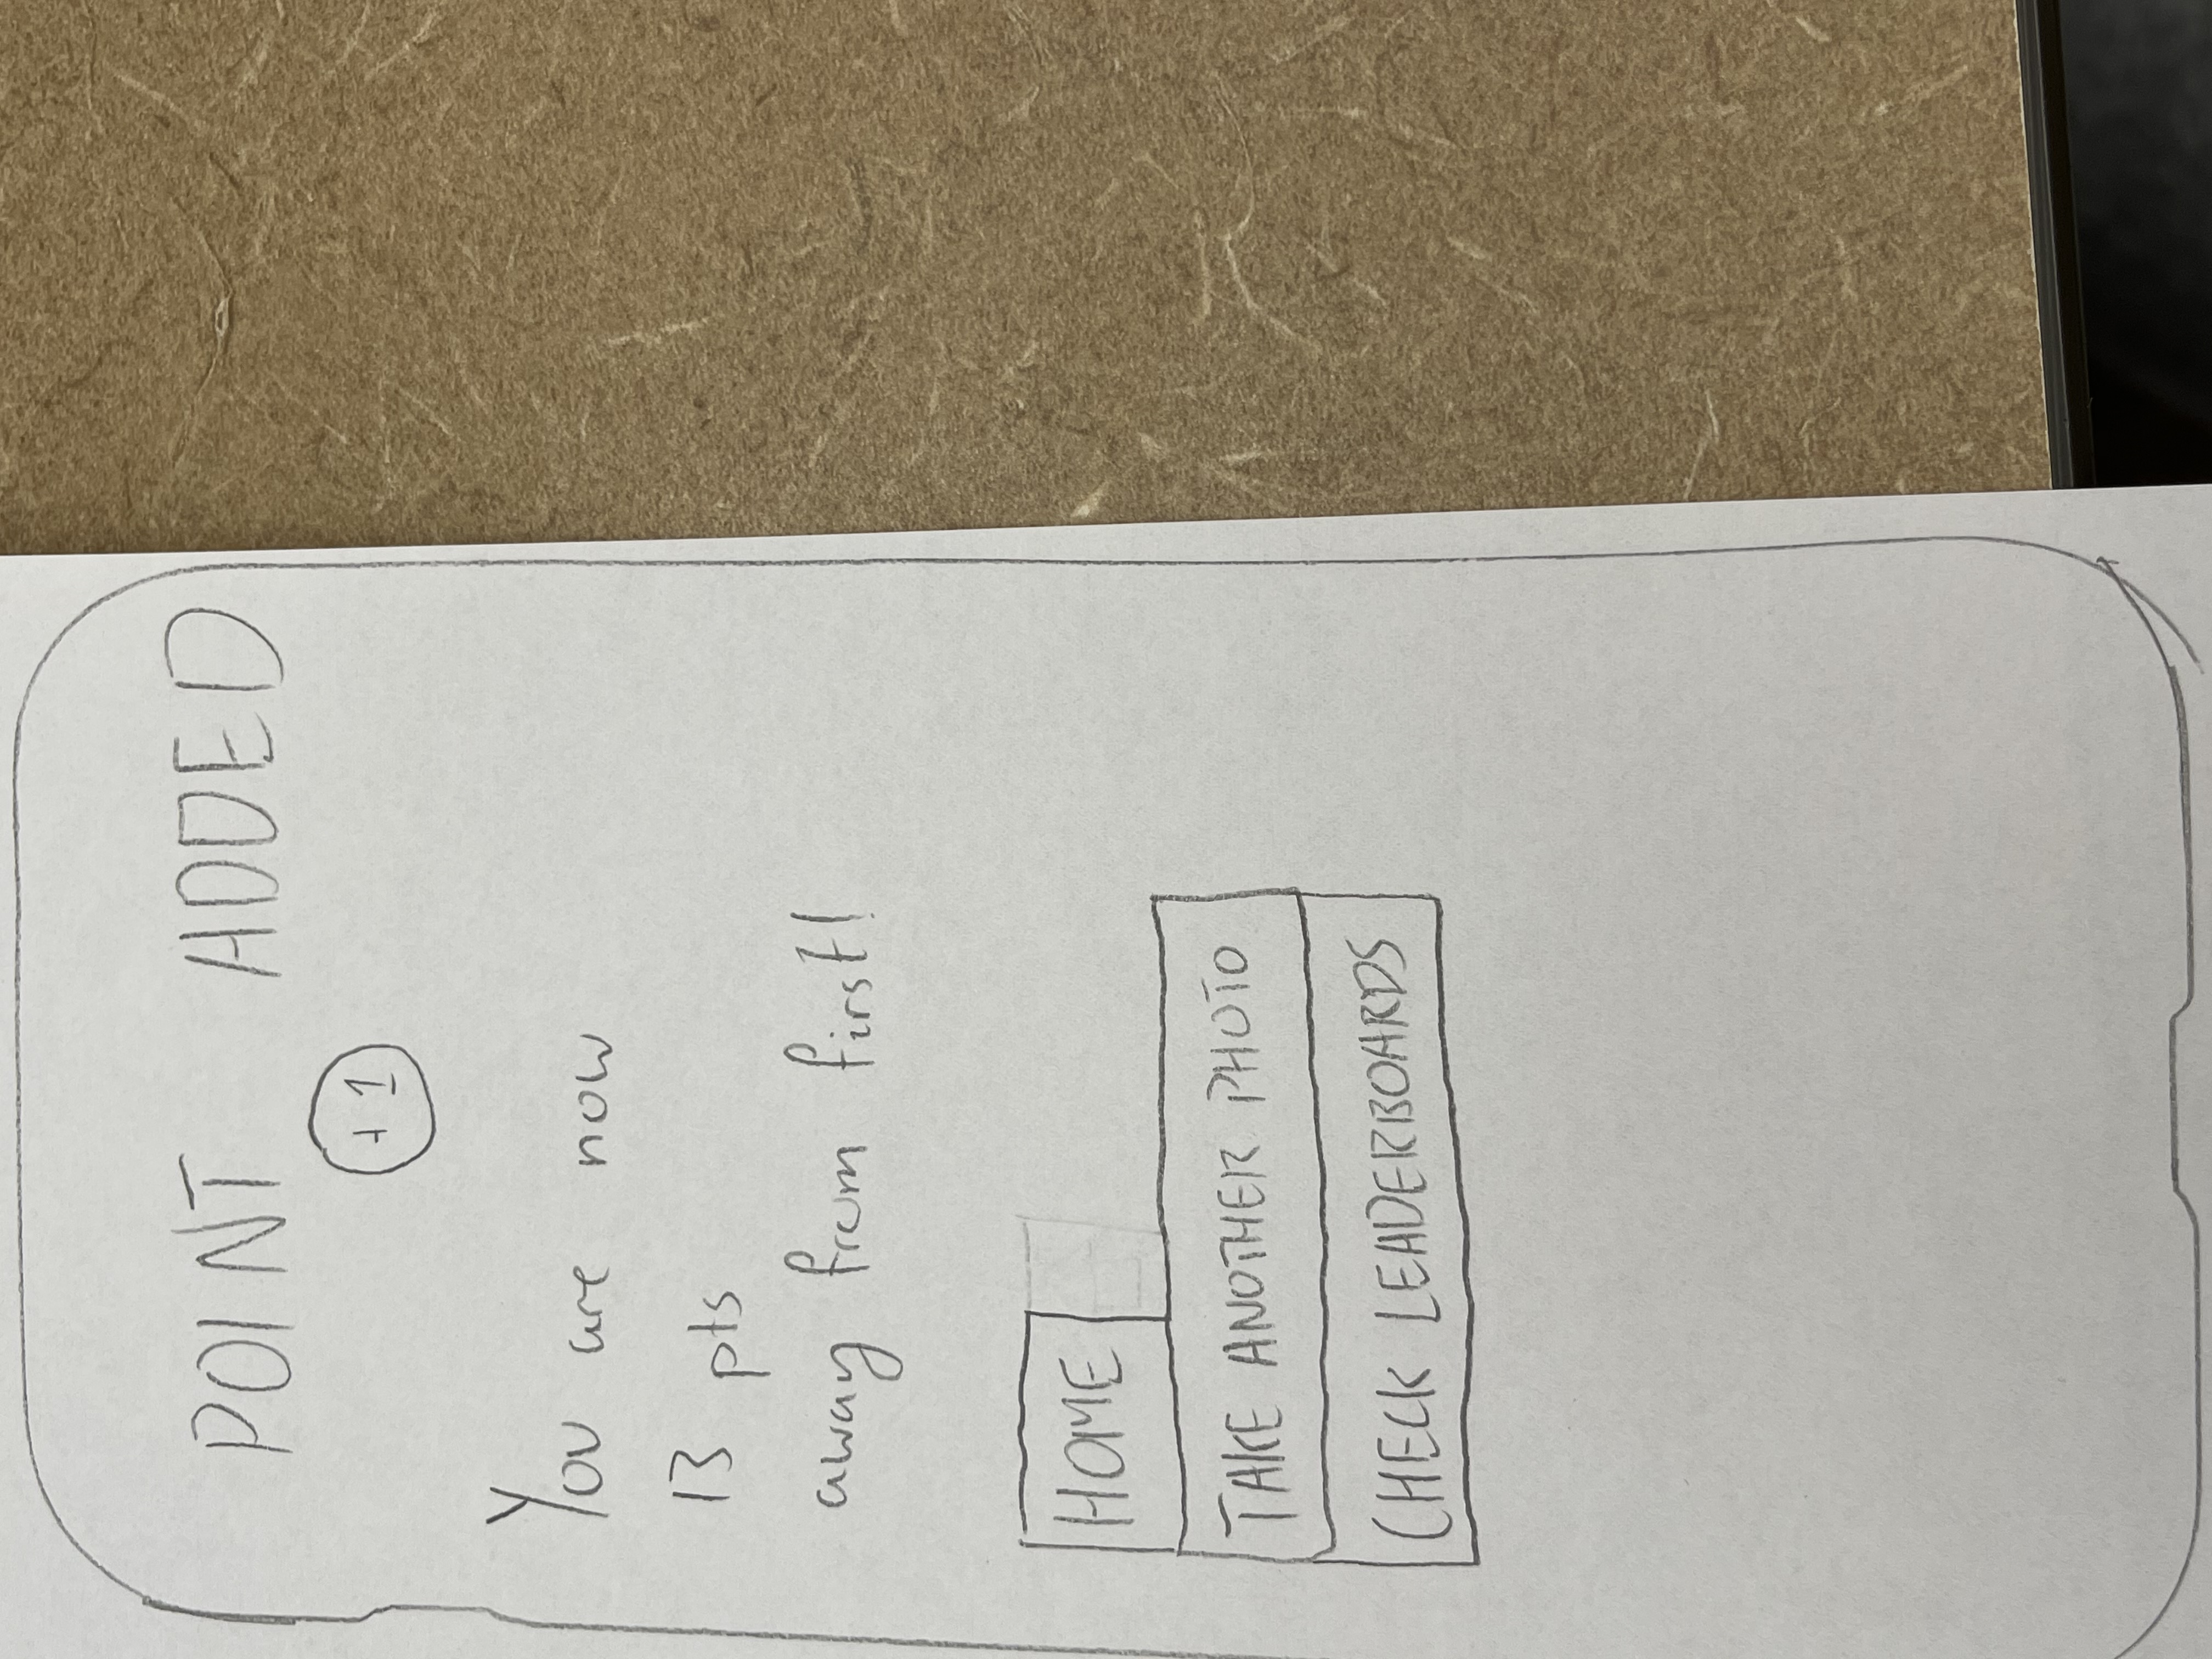 POINT ADDED
+1
You are now
13 pts
away from first!
HOME
TAKE ANOTHER PHOTO
CHECK LEADERBOARDS